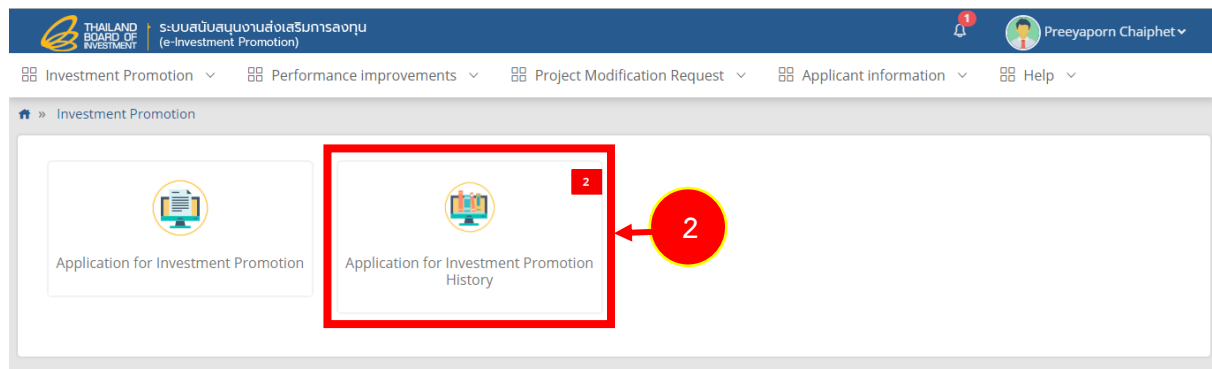 THAILAND
BOARD OF
INVESTMENT
ระบบสนับสนุนงานส่งเสริมการลงทุน
(e-Investment Promotion)
1
Preeyaporn Chaiphet
Investment Promotion
Performance improvements
Project Modification Request
Applicant information
Help
» Investment Promotion
Application for Investment Promotion
2
Application for Investment Promotion
History
2